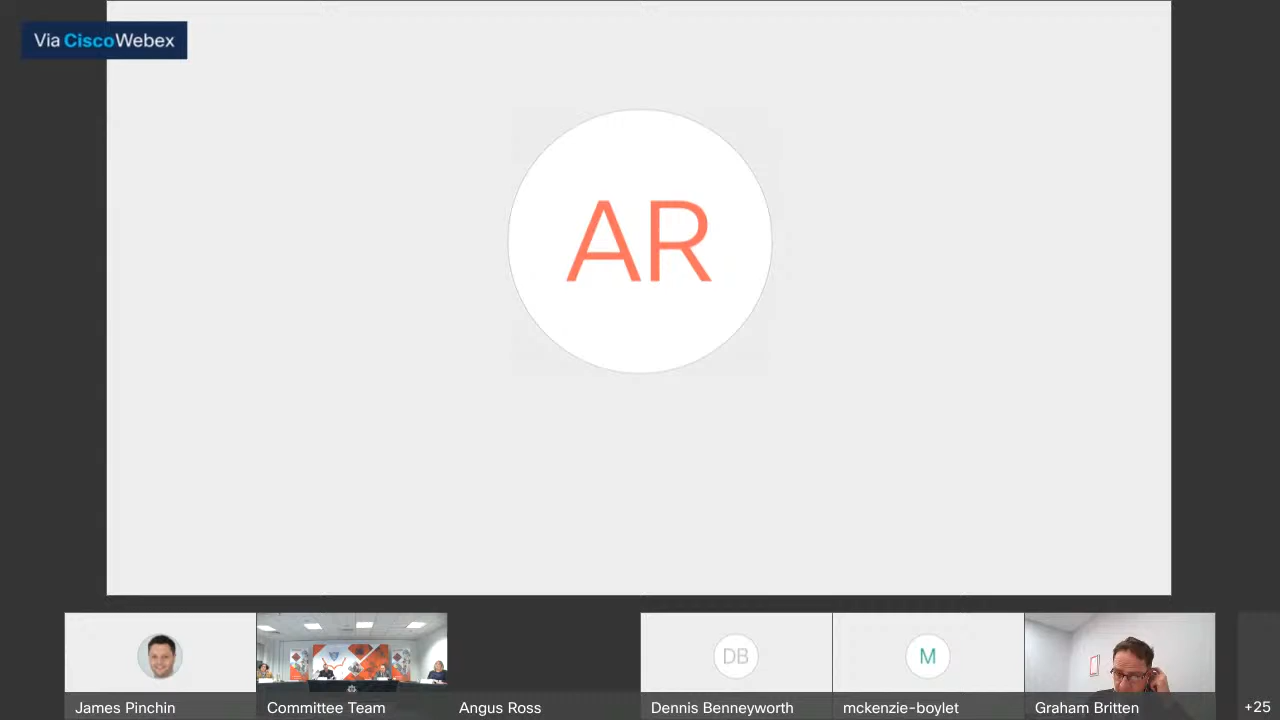 Via CiscoWebex
AR
DB
M
James Pinchin
Committee Team
Angus Ross
Dennis Benneyworth
mckenzie-boylet
Graham Britten
+25